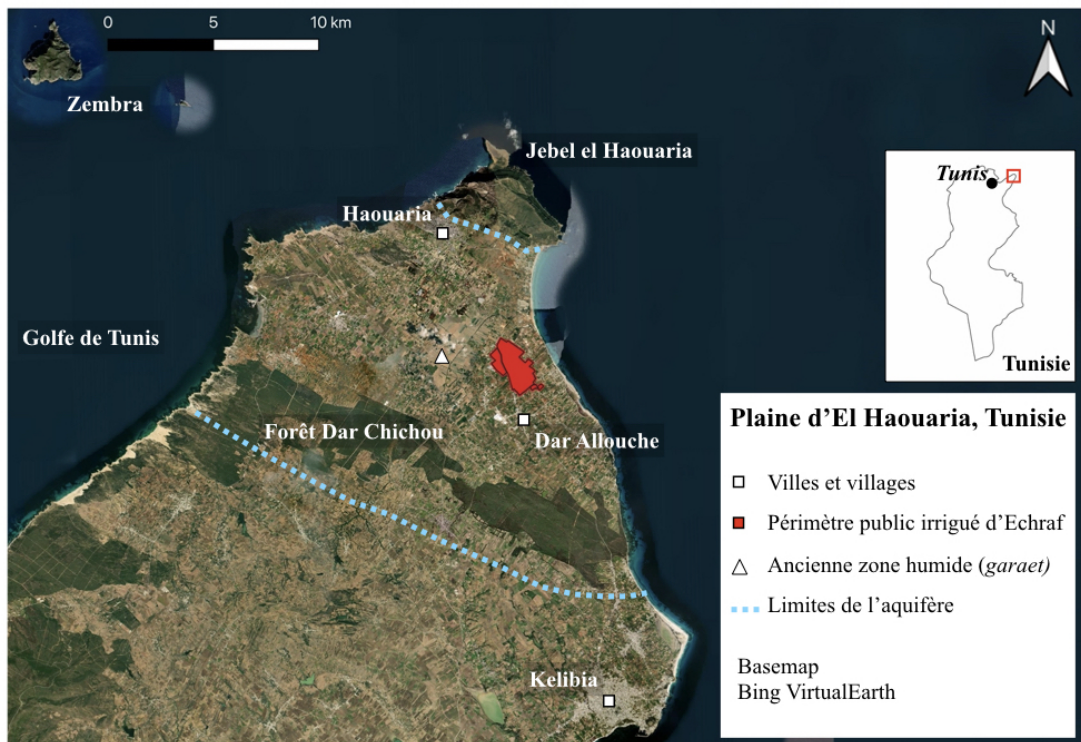 0 5 10 km
N
Zembra
Jebel el Haouaria
Haouaria
Tunis
Golfe de Tunis
Tunisie
Forêt Dar Chichou
Dar Allouche
Kelibia
Plaine d’El Haouaria, Tunisie
Villes et villages
Périmètre public irrigué d’Echraf
Ancienne zone humide (garaet)
Limites de l’aquifère
Basemap
Bing VirtualEarth